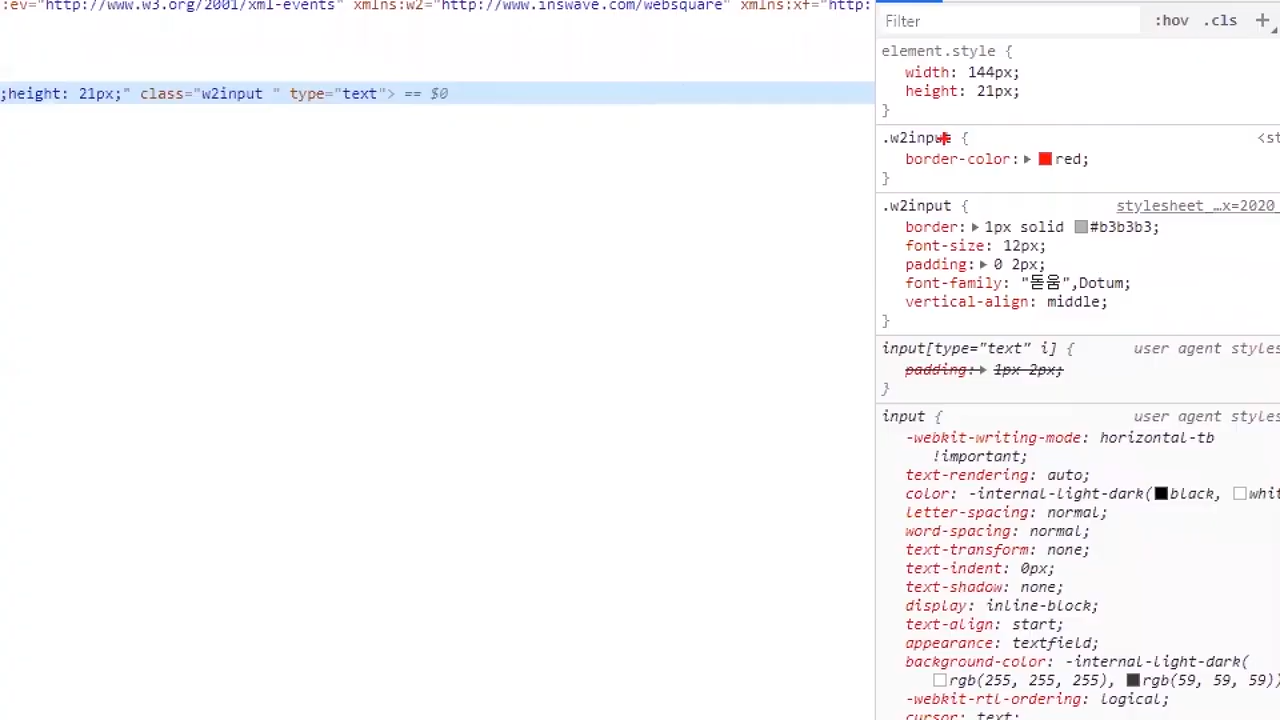 :ev="http://www.w3.org/2001/xml-events" xmlns:w2="http://www.inswave.com/websquare" xmlns:xf="http:
;height: 21px;" class="w2input " type="text"> == $0
Filter
:hov .cls +
element.style {
width: 144px;
height: 21px;
}
.w2input {
<st
border-color: red;
}
.w2input {
stylesheet_…x=2020_
border: 1px solid #b3b3b3;
font-size: 12px;
padding: 0 2px;
font-family: "돋움",Dotum;
vertical-align: middle;
}
input[type="text" i] {
user agent styles
padding: 1px 2px;
}
input {
user agent styles
-webkit-writing-mode: horizontal-tb
!important;
text-rendering: auto;
color: -internal-light-dark(black, whit
letter-spacing: normal;
word-spacing: normal;
text-transform: none;
text-indent: 0px;
text-shadow: none;
display: inline-block;
text-align: start;
appearance: textfield;
background-color: -internal-light-dark(
rgb(255, 255, 255), rgb(59, 59, 59))
-webkit-rtl-ordering: logical;
cursor: text;